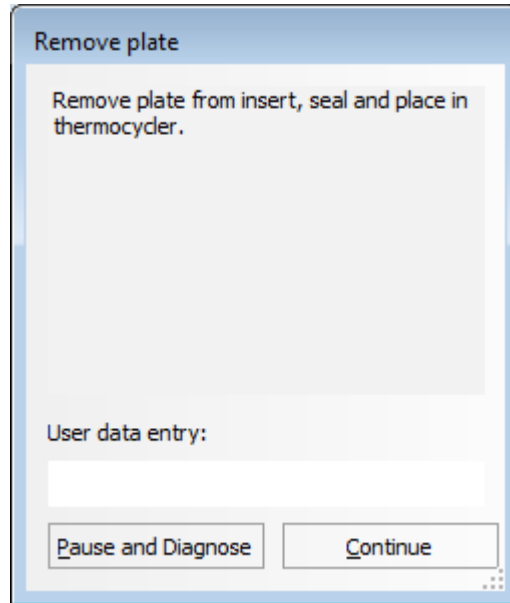 Remove plate
Remove plate from insert, seal and place in
thermocycler.
User data entry:
Pause and Diagnose
Continue